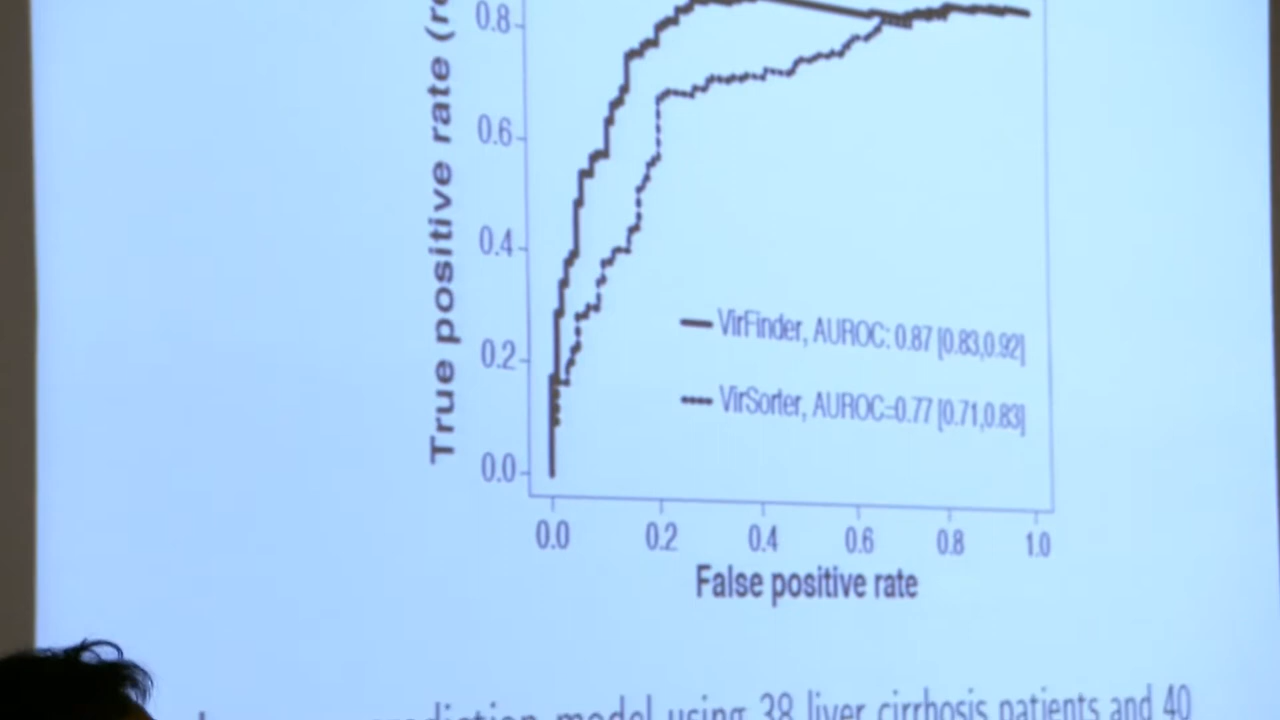 True positive rate
0.8
0.6
0.4
0.2
0.0
VirFinder, AUROC: 0.87 [0.83,0.92]
VirSorter, AUROC=0.77 [0.71,0.83]
0.0 0.2 0.4 0.6 0.8 1.0
False positive rate
model using 38 liver cirrhosis patients and 40